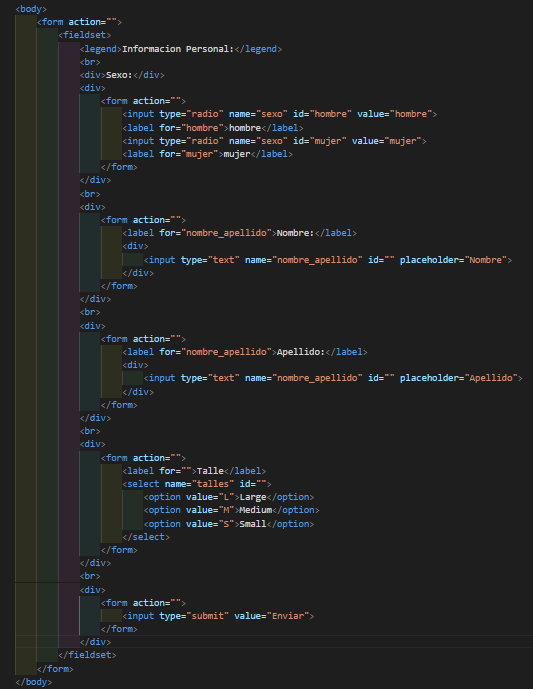 <body>
<form action="">
<fieldset>
<legend>Informacion Personal:</legend>
<br>
<div>Sexo:</div>
<div>
<form action="">
<input type="radio" name="sexo" id="hombre" value="hombre">
<label for="hombre">hombre</label>
<input type="radio" name="sexo" id="mujer" value="mujer">
<label for="mujer">mujer</label>
</form>
</div>
<br>
<div>
<form action="">
<label for="nombre_apellido">Nombre:</label>
<div>
<input type="text" name="nombre_apellido" id="" placeholder="Nombre">
</div>
</form>
</div>
<br>
<div>
<form action="">
<label for="nombre_apellido">Apellido:</label>
<div>
<input type="text" name="nombre_apellido" id="" placeholder="Apellido">
</div>
</form>
</div>
<br>
<div>
<form action="">
<label for="">Talle</label>
<select name="talles" id="">
<option value="L">Large</option>
<option value="M">Medium</option>
<option value="S">Small</option>
</select>
</form>
</div>
<br>
<div>
<form action="">
<input type="submit" value="Enviar">
</form>
</div>
</fieldset>
</form>
</body>